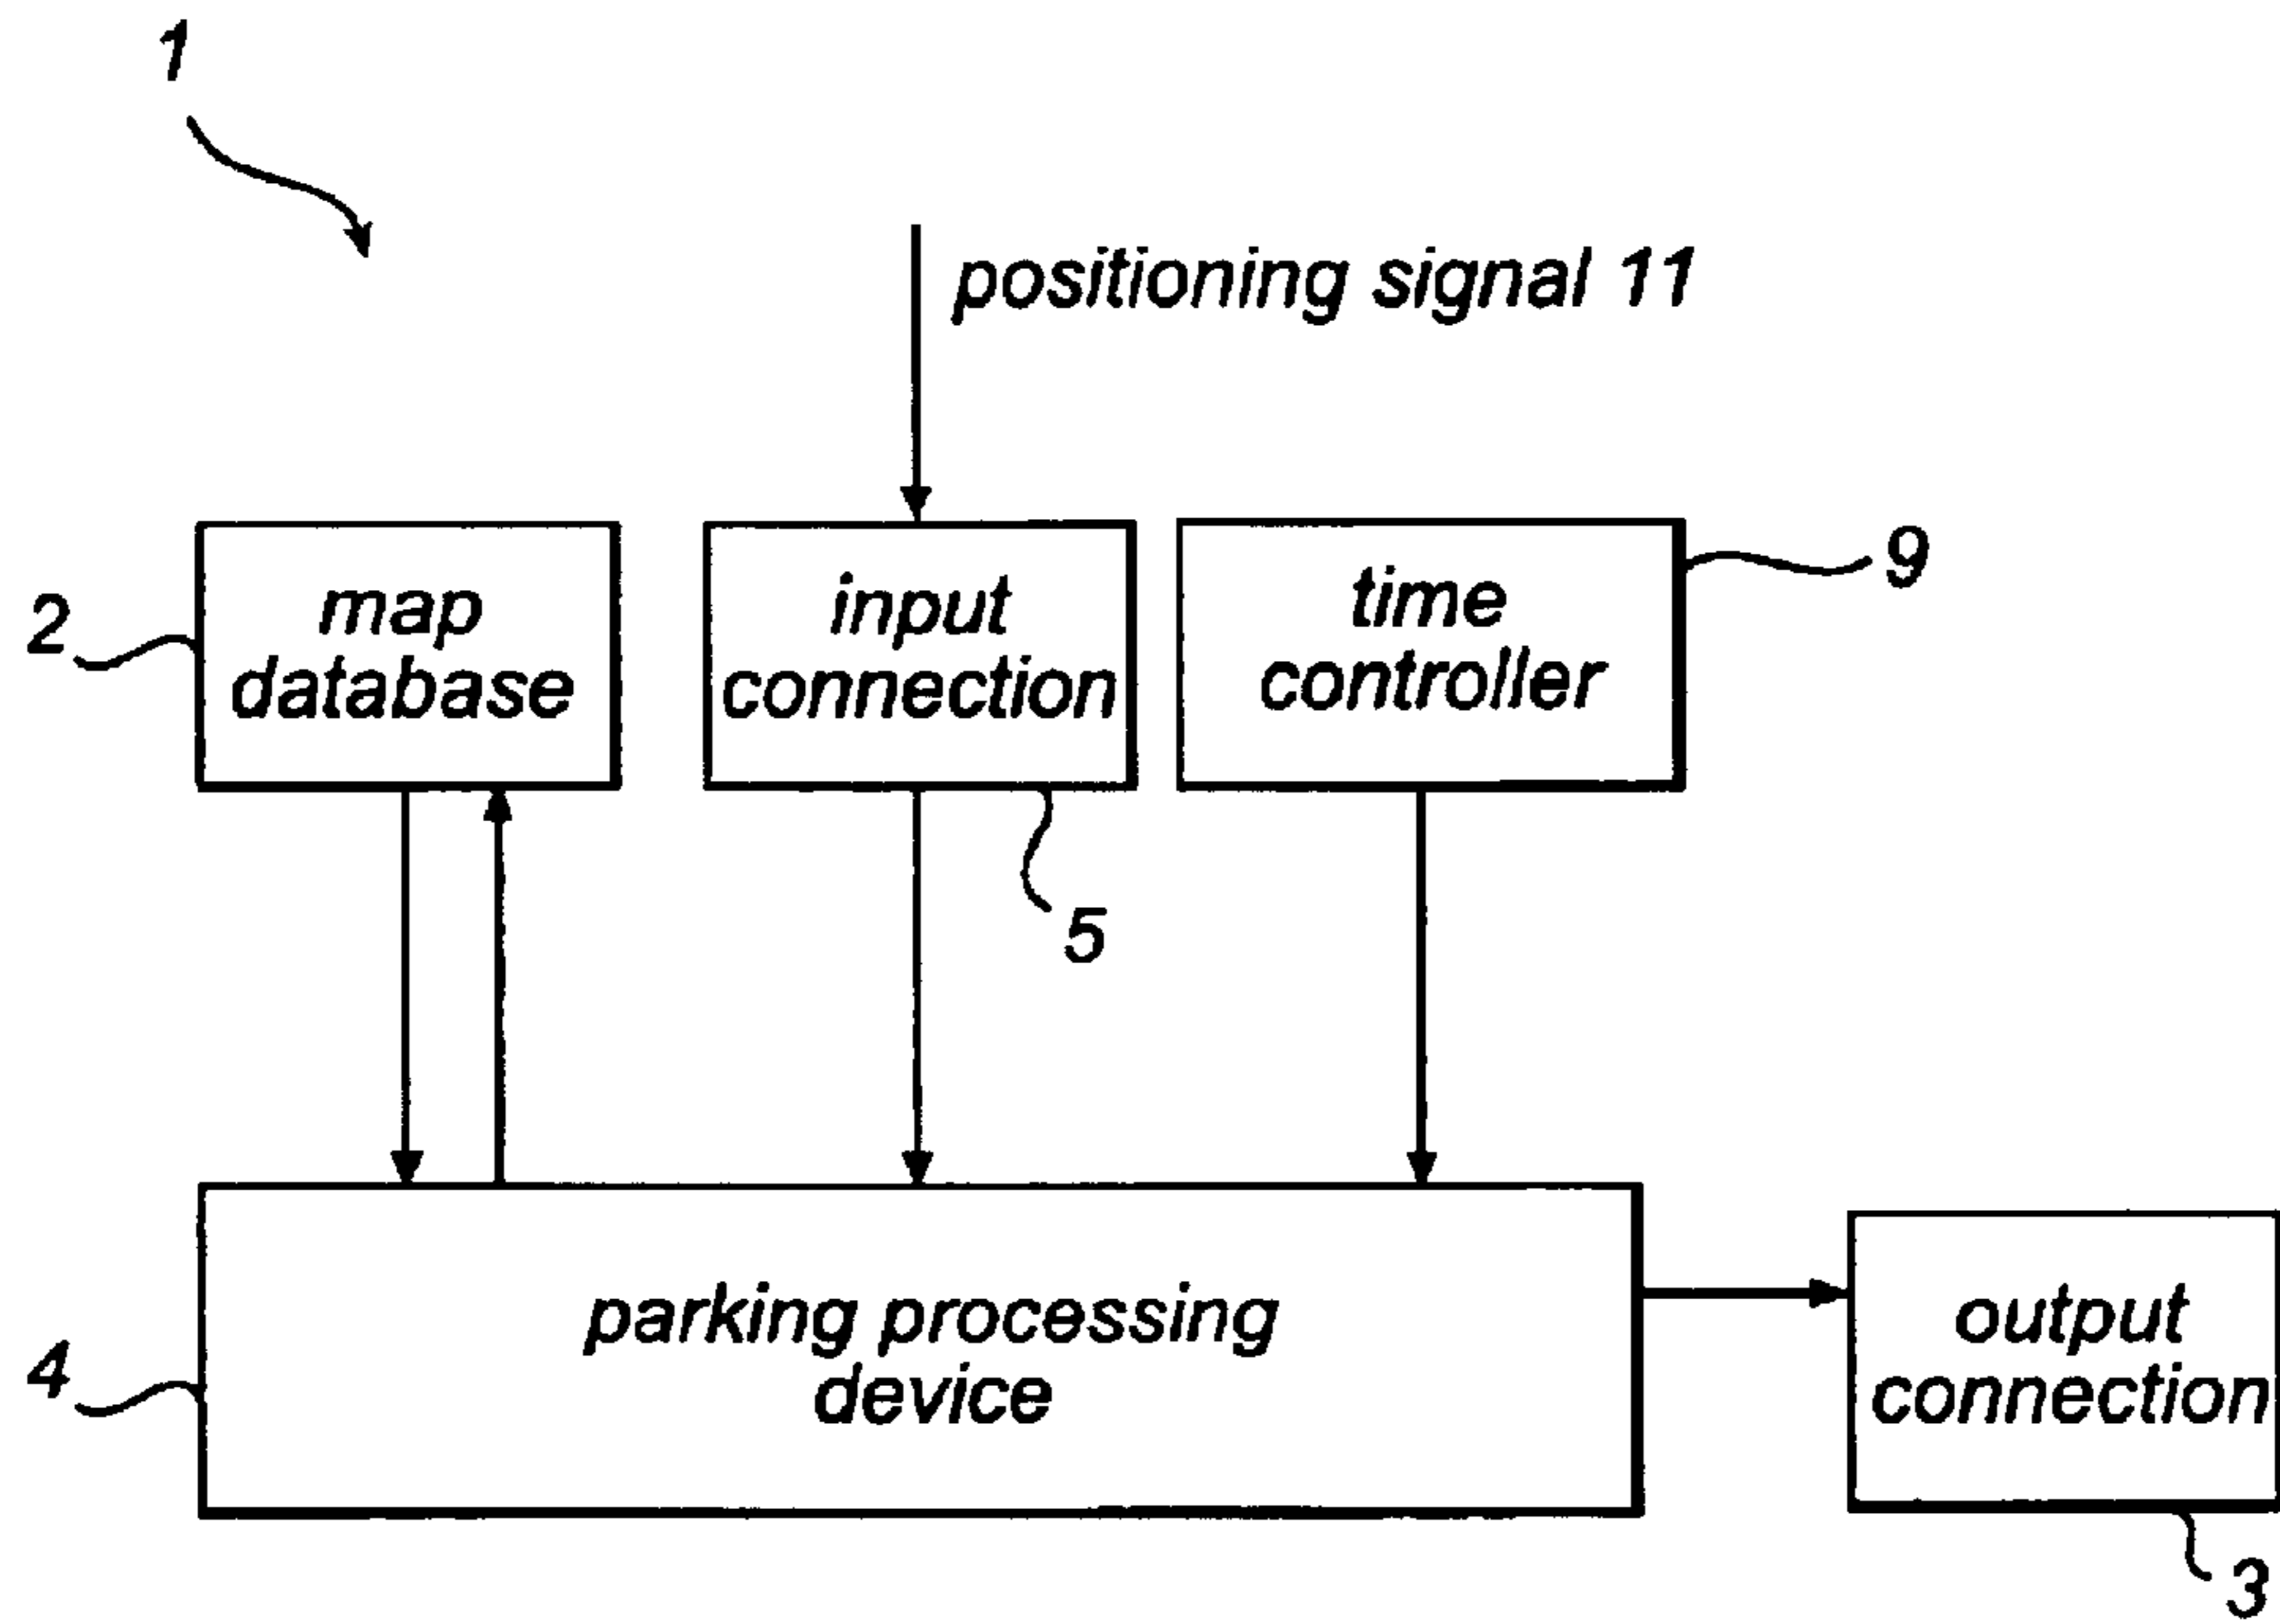 1
positioning signal 11
map
database
2
input
connection
5
time
controller
9
parking processing
device
4
output
connection
3